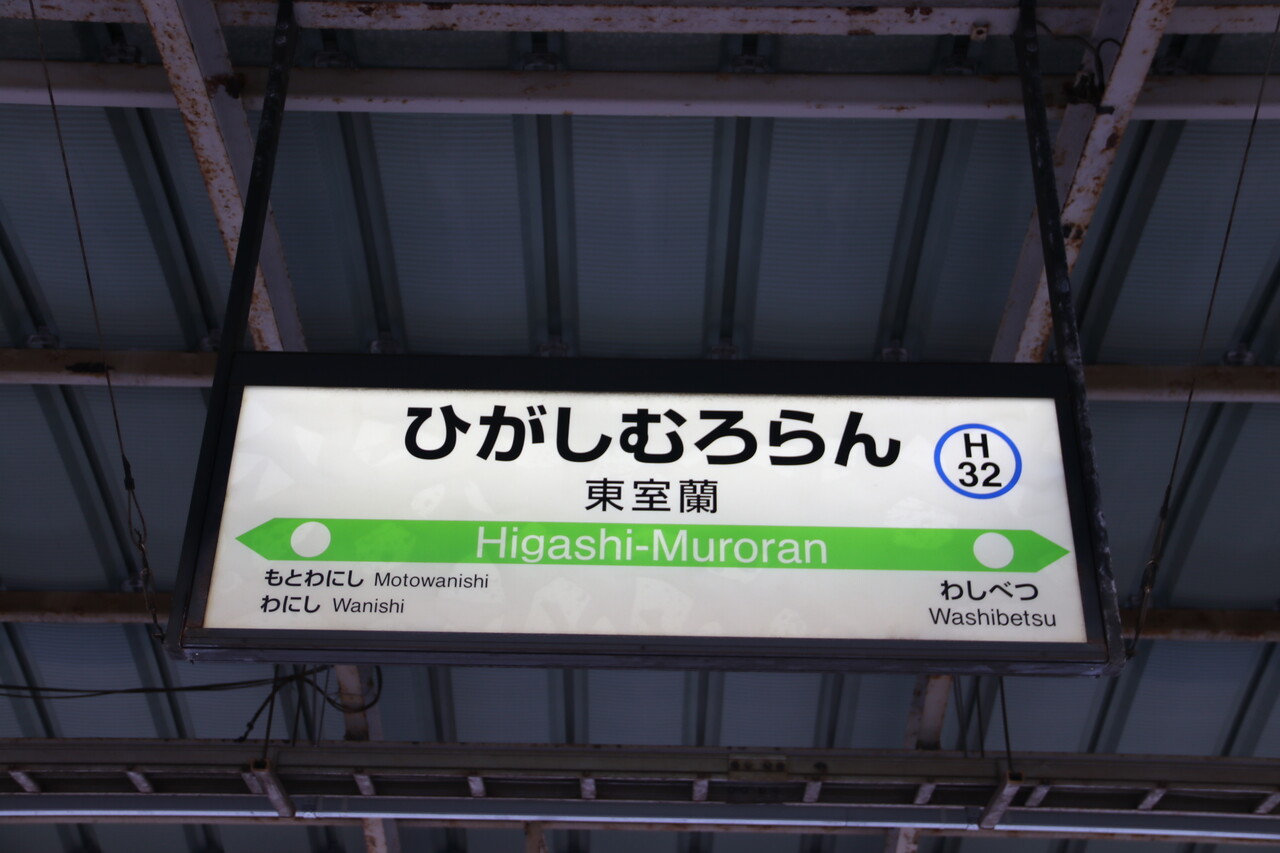 ひがしむろらん
H
32
東室蘭
Higashi-Muroran
もとわにし Motowanishi
わにし Wanishi
わしべつ
Washibetsu